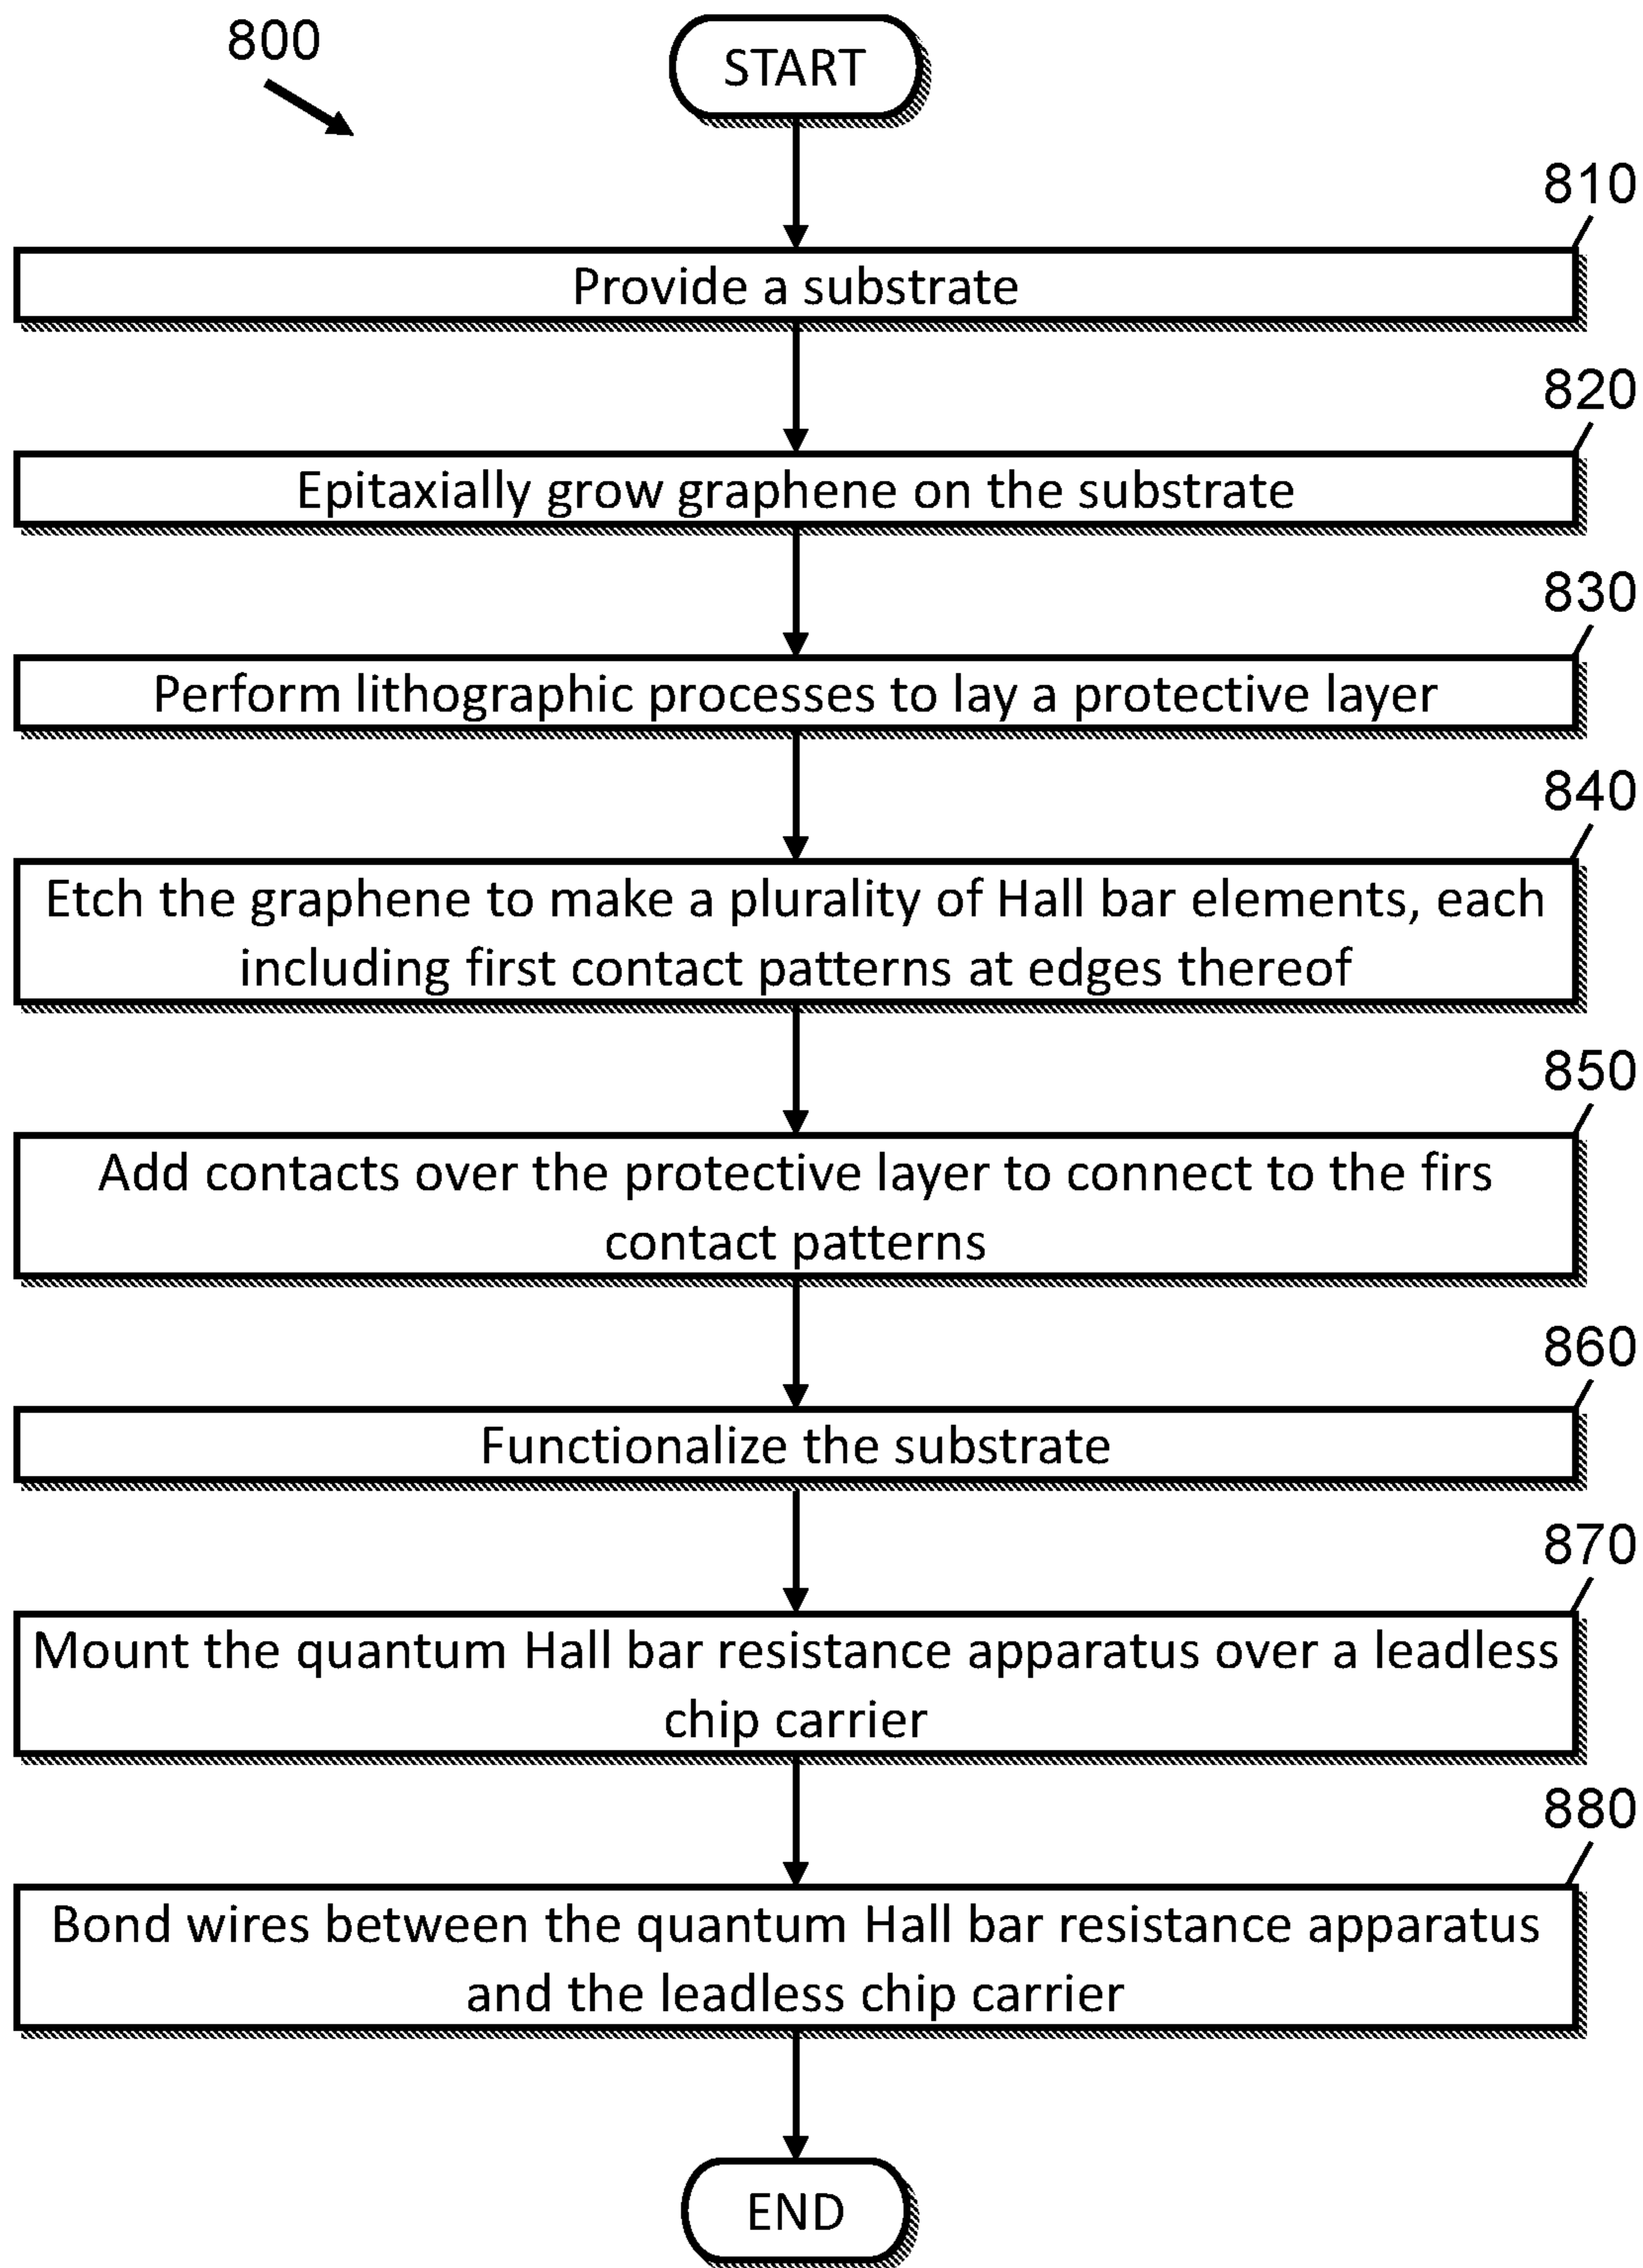 800
START
810
Provide a substrate
820
Epitaxially grow graphene on the substrate
830
Perform lithographic processes to lay a protective layer
840
Etch the graphene to make a plurality of Hall bar elements, each
including first contact patterns at edges thereof
850
Add contacts over the protective layer to connect to the firs
contact patterns
860
Functionalize the substrate
870
Mount the quantum Hall bar resistance apparatus over a leadless
chip carrier
880
Bond wires between the quantum Hall bar resistance apparatus
and the leadless chip carrier
END